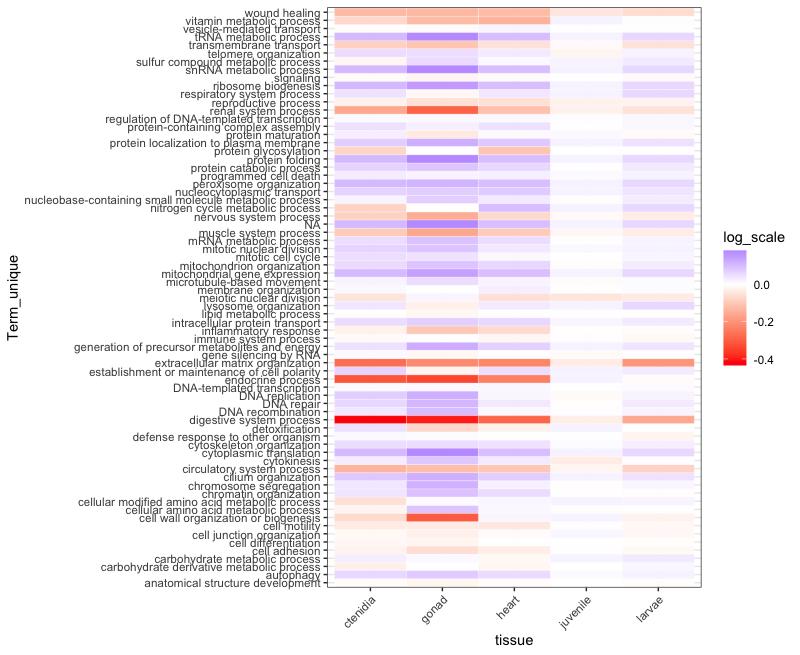 wound healing
vitamin metabolic process
vesicle-mediated transport
tRNA metabolic process
transmembrane transport
telomere organization
sulfur compound metabolic process
snRNA metabolic process
signaling
ribosome biogenesis
respiratory system process
reproductive process
renal system process
regulation of DNA-templated transcription
protein-containing complex assembly
protein maturation
protein localization to plasma membrane
protein glycosylation
protein folding
protein catabolic process
programmed cell death
peroxisome organization
nucleocytoplasmic transport
nucleobase-containing small molecule metabolic process
nitrogen cycle metabolic process
nervous system process
NA
muscle system process
mRNA metabolic process
mitotic nuclear division
mitotic cell cycle
mitochondrion organization
mitochondrial gene expression
microtubule-based movement
membrane organization
meiotic nuclear division
lysosome organization
lipid metabolic process
intracellular protein transport
inflammatory response
immune system process
generation of precursor metabolites and energy
gene silencing by RNA
extracellular matrix organization
establishment or maintenance of cell polarity
endocrine process
DNA-templated transcription
DNA replication
DNA repair
DNA recombination
digestive system process
detoxification
defense response to other organism
cytoskeleton organization
cytoplasmic translation
cytokinesis
circulatory system process
cilium organization
chromosome segregation
chromatin organization
cellular modified amino acid metabolic process
cellular amino acid metabolic process
cell wall organization or biogenesis
cell motility
cell junction organization
cell differentiation
cell adhesion
carbohydrate metabolic process
carbohydrate derivative metabolic process
autophagy
anatomical structure development
Term_unique
ctenidia
gonad
heart
juvenile
larvae
tissue
log_scale
0.0
-0.2
-0.4